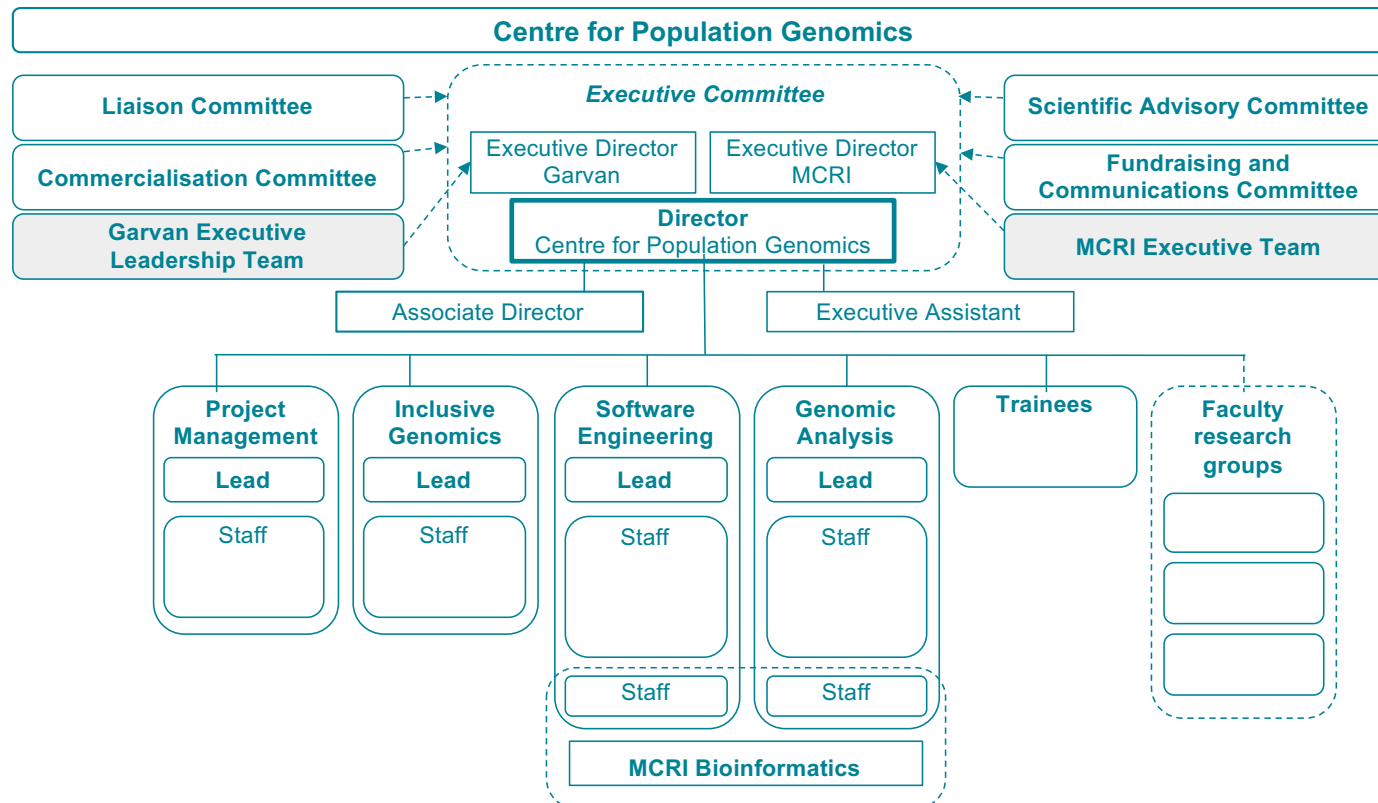 Centre for Population Genomics
Liaison Committee
Executive Committee
Scientific Advisory Committee
Commercialisation Committee
Executive Director
Garvan
Executive Director
MCRI
Fundraising and
Communications Committee
Garvan Executive
Leadership Team
Director
Centre for Population Genomics
MCRI Executive Team
Associate Director
Executive Assistant
Project
Management
Lead
Staff
Inclusive
Genomics
Lead
Staff
Software
Engineering
Lead
Staff
Staff
Genomic
Analysis
Lead
Staff
Staff
MCRI Bioinformatics
Trainees
Faculty
research
groups